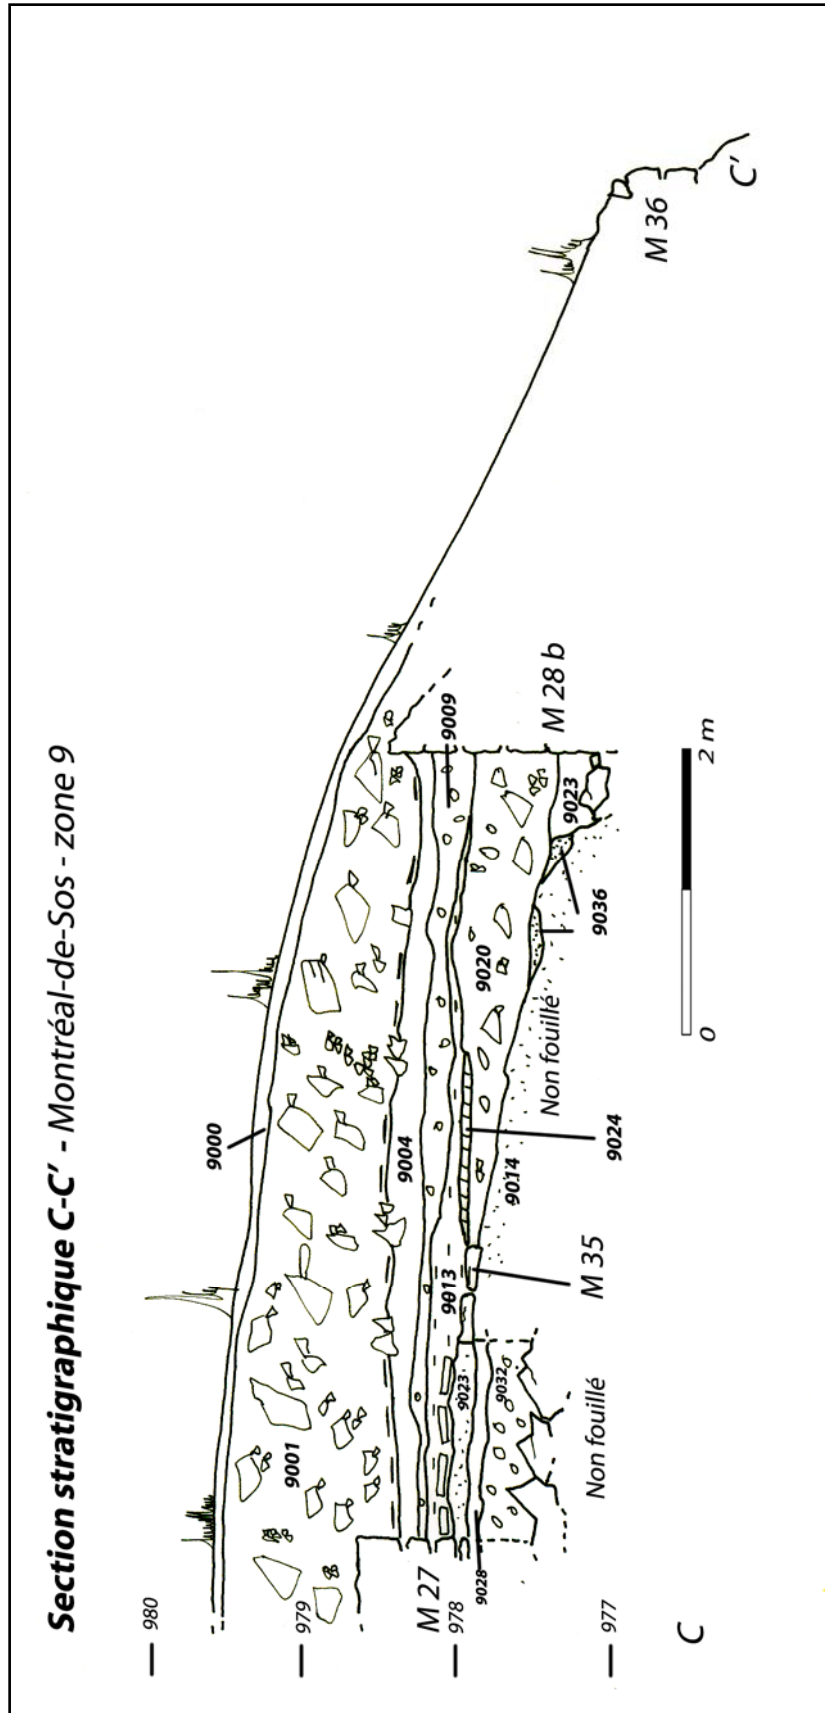 Section stratigraphique C-C' - Montréal-de-Sos - zone 9
980
979
978
977
C
C'
9000
9001
9004
9009
M 27
M 28 b
M 36
9013
9023
9028
9032
M 35
9014
9024
9020
9036
9023
Non fouillé
Non fouillé
0
2 m